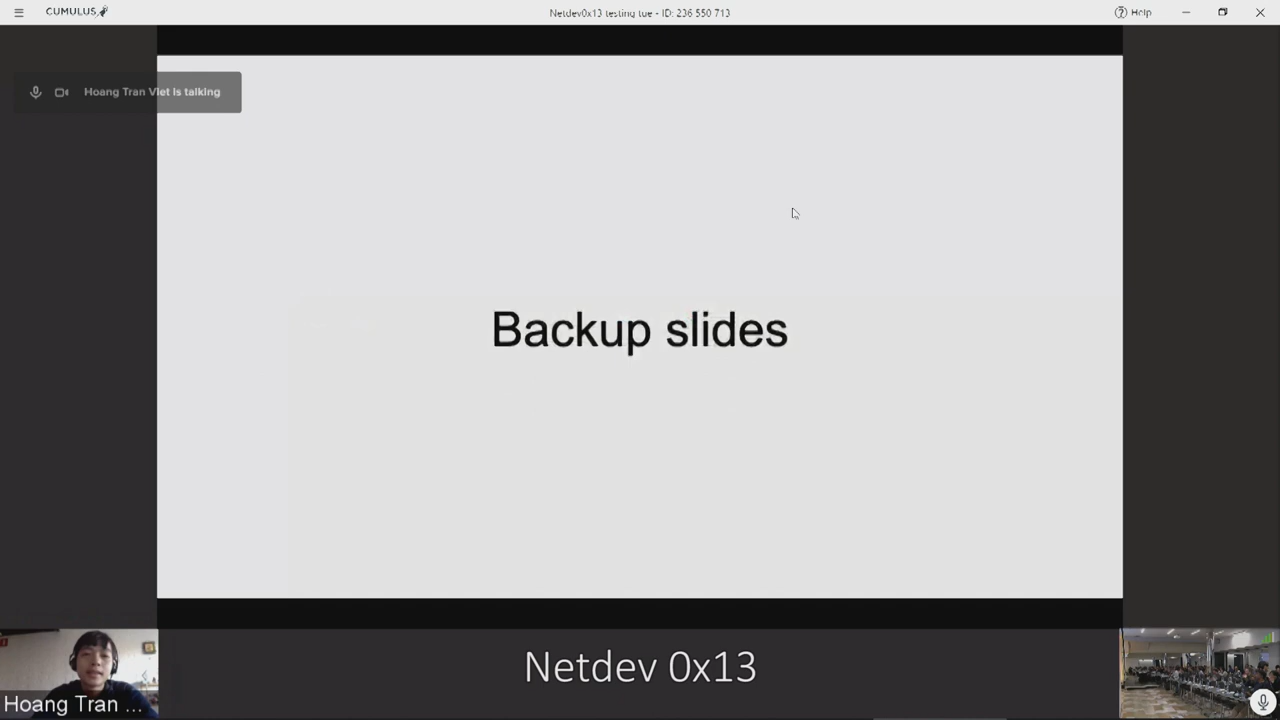 CUMULUS
Netdev0x13 testing tue - ID: 236 550 713
Help
Hoang Tran Viet is talking
Backup slides
Hoang Tran ...
Netdev 0x13